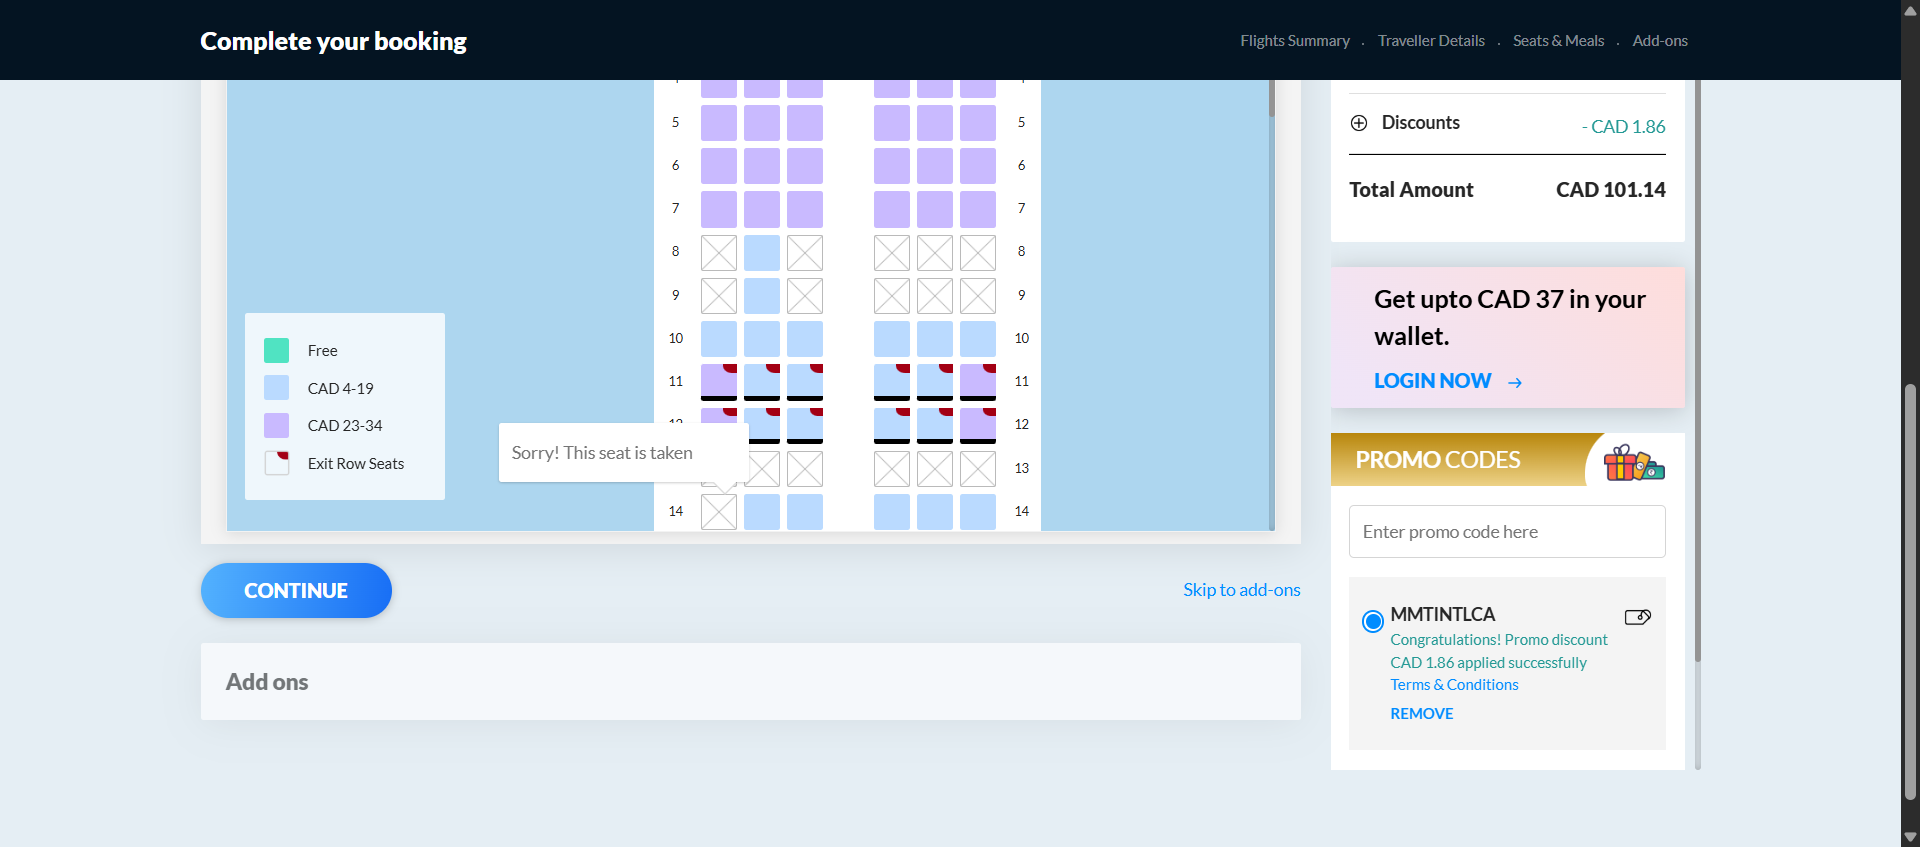 Complete your booking
Flights Summary . Traveller Details . Seats & Meals . Add-ons
5 5
6 6
7 7
8 8
9 9
10 10
11 11
12
13
14 14
Free
CAD 4-19
CAD 23-34
Exit Row Seats
Sorry! This seat is taken
CONTINUE
Skip to add-ons
Add ons
Discounts - CAD 1.86
Total Amount CAD 101.14
Get upto CAD 37 in your
wallet.
LOGIN NOW →
PROMO CODES
Enter promo code here
MMTINTLCA
Congratulations! Promo discount
CAD 1.86 applied successfully
Terms & Conditions
REMOVE